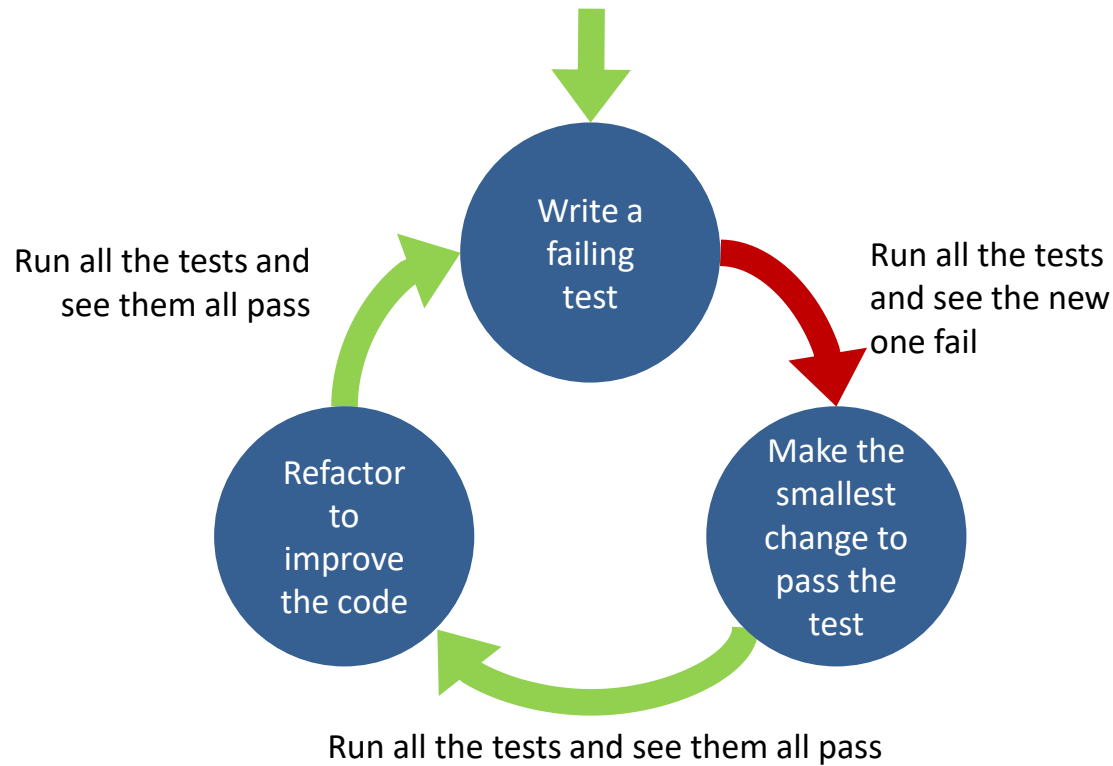 Write a
failing
test
Run all the tests
and see the new
one fail
Make the
smallest
change to
pass the
test
Run all the tests and see them all pass
Refactor
to
improve
the code
Run all the tests and
see them all pass